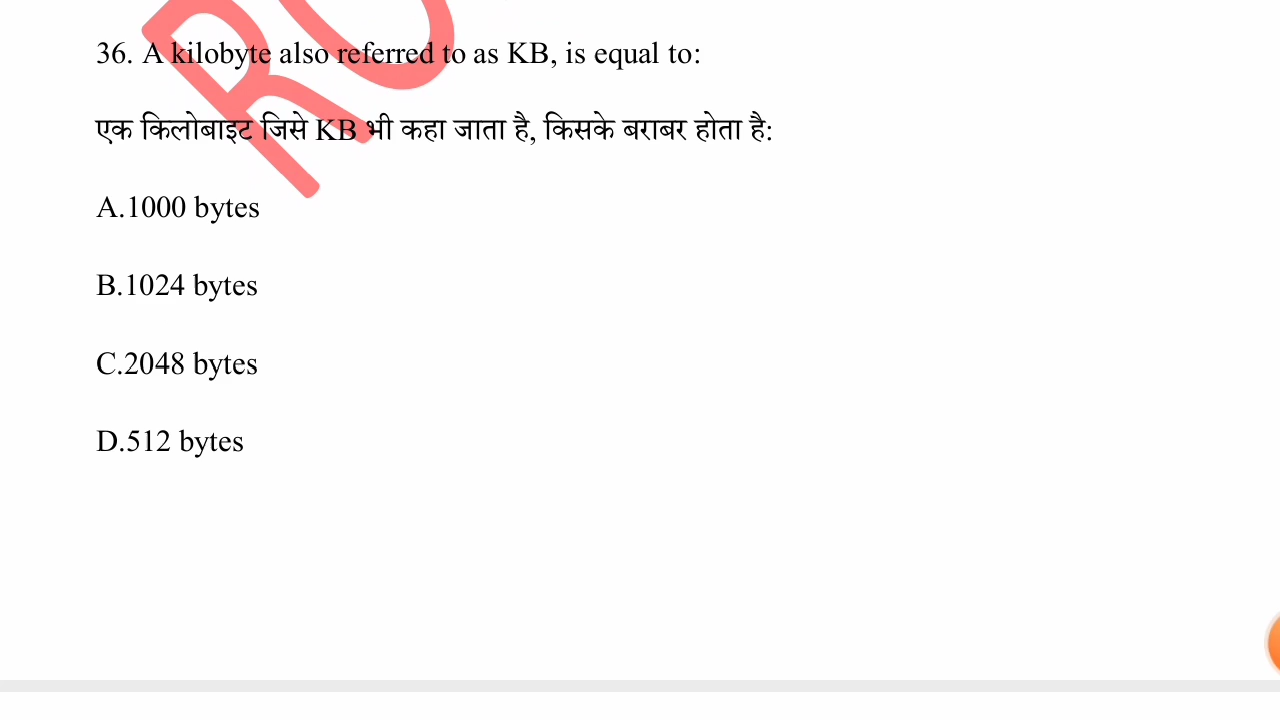 36. A kilobyte also referred to as KB, is equal to:
एक किलोबाइट जिसे KB भी कहा जाता है, किसके बराबर होता है:
A.1000 bytes
B.1024 bytes
C.2048 bytes
D.512 bytes